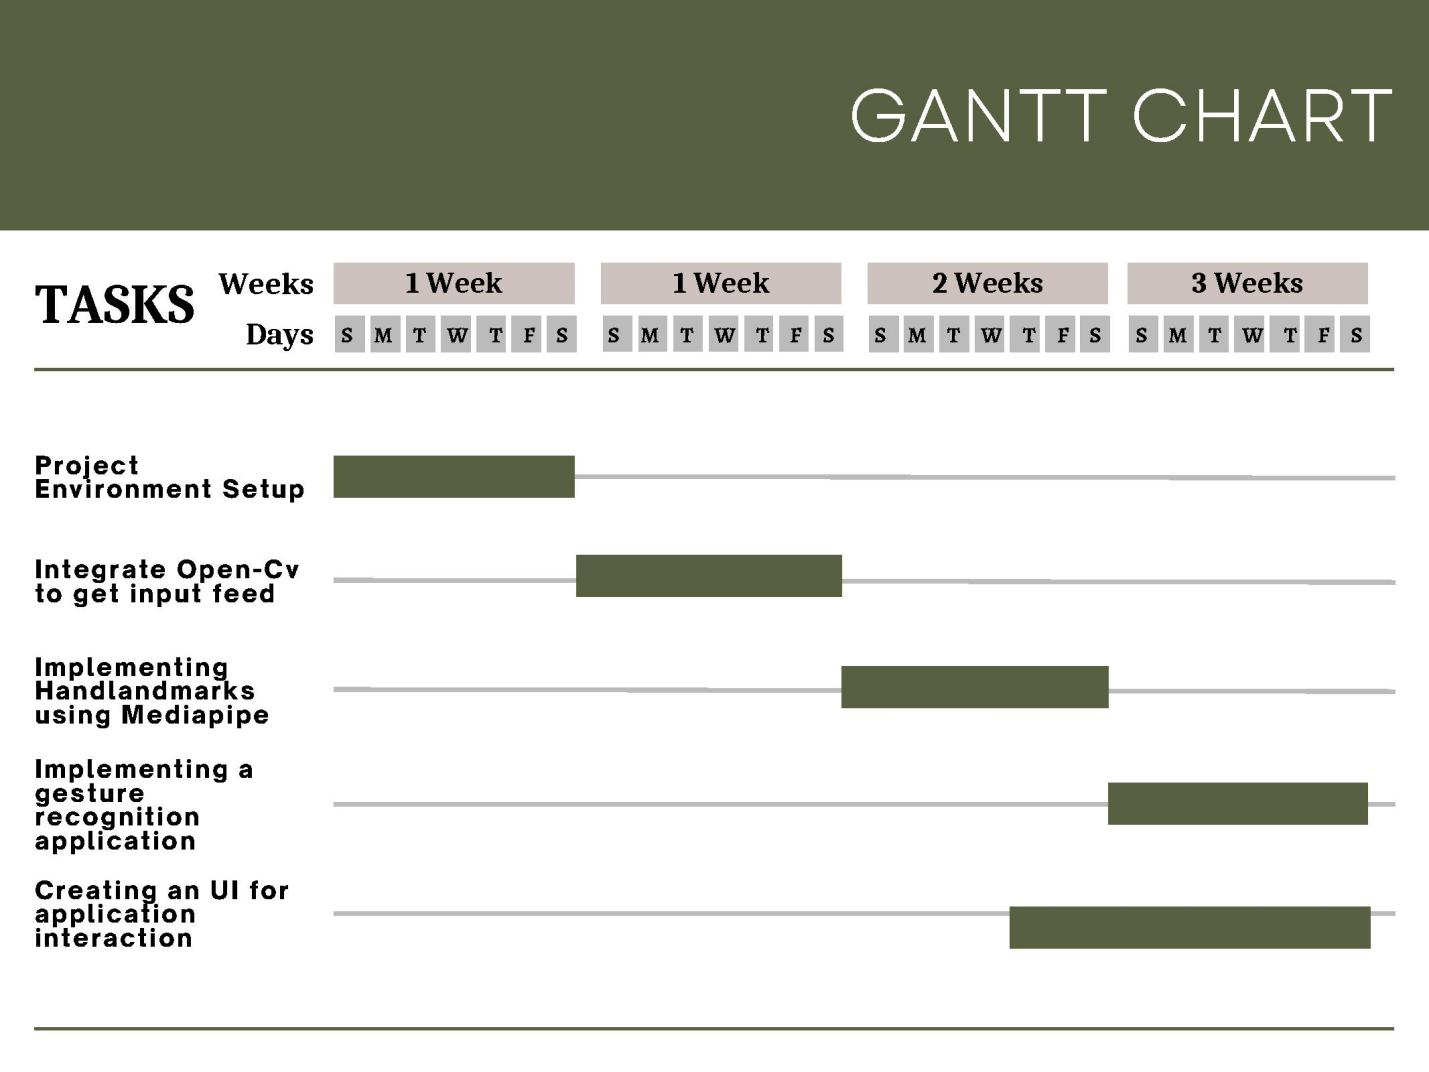 GANTT CHART
TASKS
Weeks 1 Week 1 Week 2 Weeks 3 Weeks
Days S M T W T F S S M T W T F S S M T W T F S S M T W T F S
Project
Environment Setup
Integrate Open-Cv
to get input feed
Implementing
Handlandmarks
using Mediapipe
Implementing a
gesture
recognition
application
Creating an UI for
application
interaction